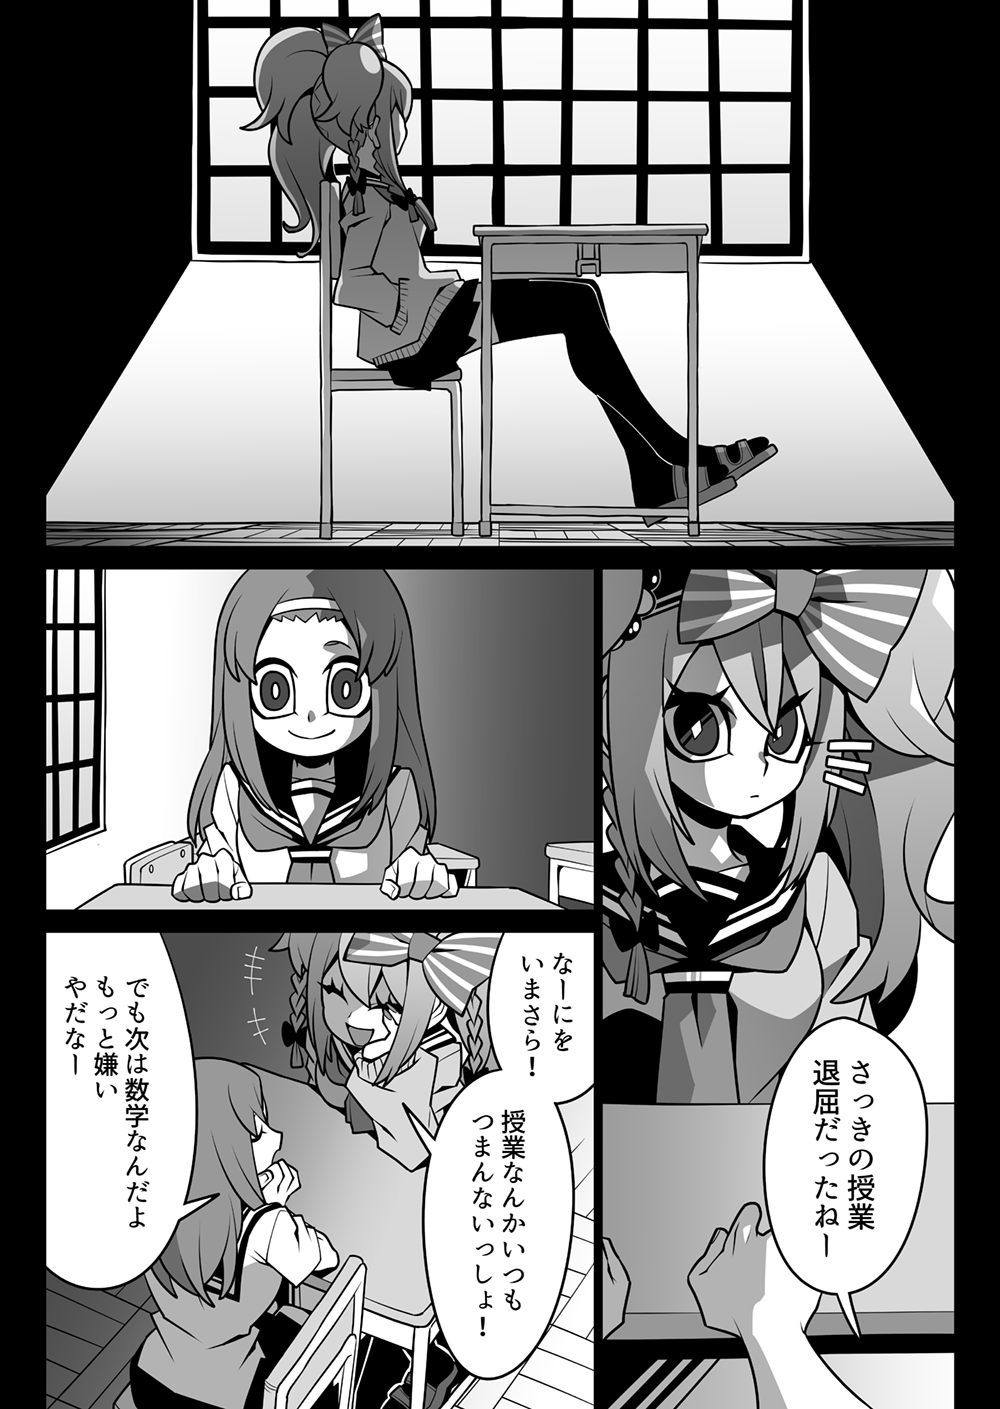 さっきの授業
退屈だったねー
なーにを
いまさら！
授業なんかいつも
つまんないっしょ！
でも次は数学なんだよ
もっと嫌い
やだなー